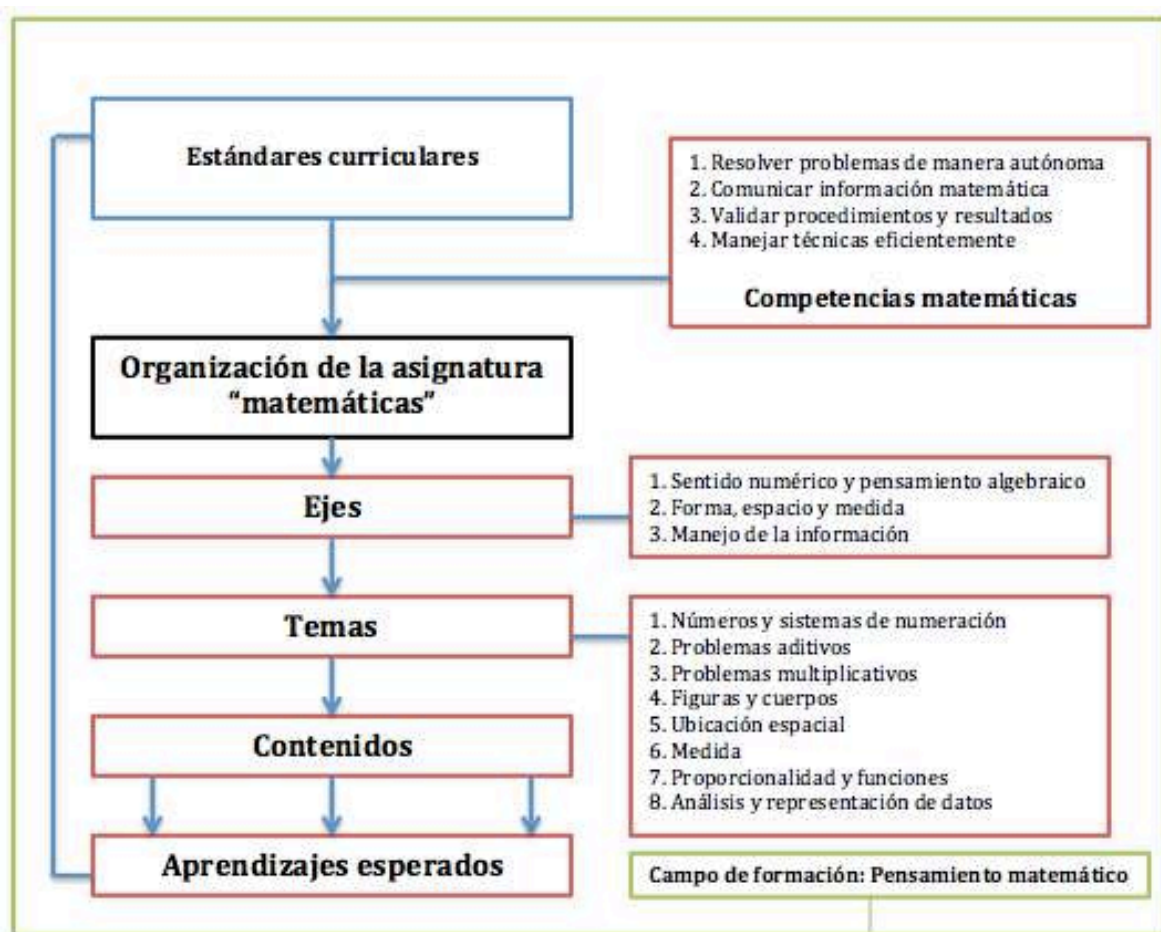 Estándares curriculares
1. Resolver problemas de manera autónoma
2. Comunicar información matemática
3. Validar procedimientos y resultados
4. Manejar técnicas eficientemente
Competencias matemáticas
Organización de la asignatura
“matemáticas”
Ejes
1. Sentido numérico y pensamiento algebraico
2. Forma, espacio y medida
3. Manejo de la información
Temas
1. Números y sistemas de numeración
2. Problemas aditivos
3. Problemas multiplicativos
4. Figuras y cuerpos
5. Ubicación espacial
6. Medida
7. Proporcionalidad y funciones
8. Análisis y representación de datos
Contenidos
Aprendizajes esperados
Campo de formación: Pensamiento matemático